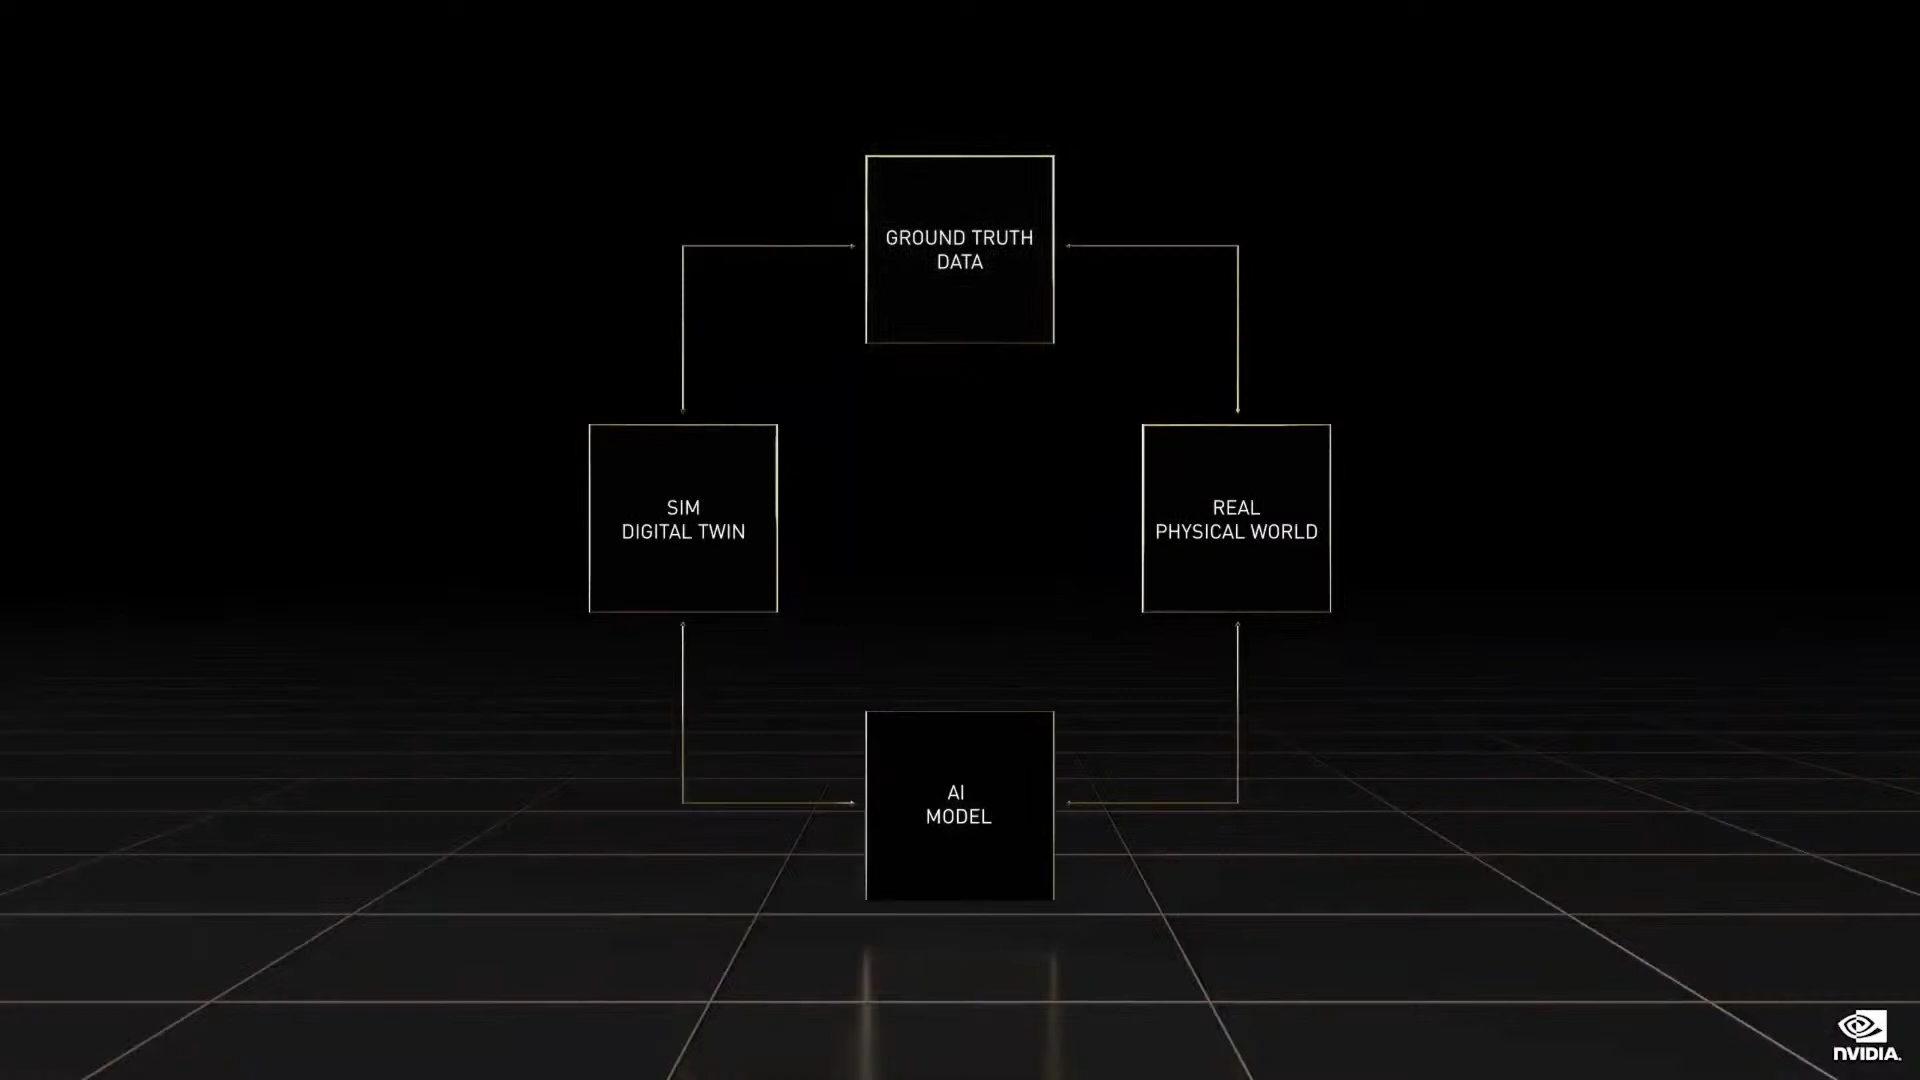 GROUND TRUTH
DATA
SIM
DIGITAL TWIN
REAL
PHYSICAL WORLD
AI
MODEL
NVIDIA.